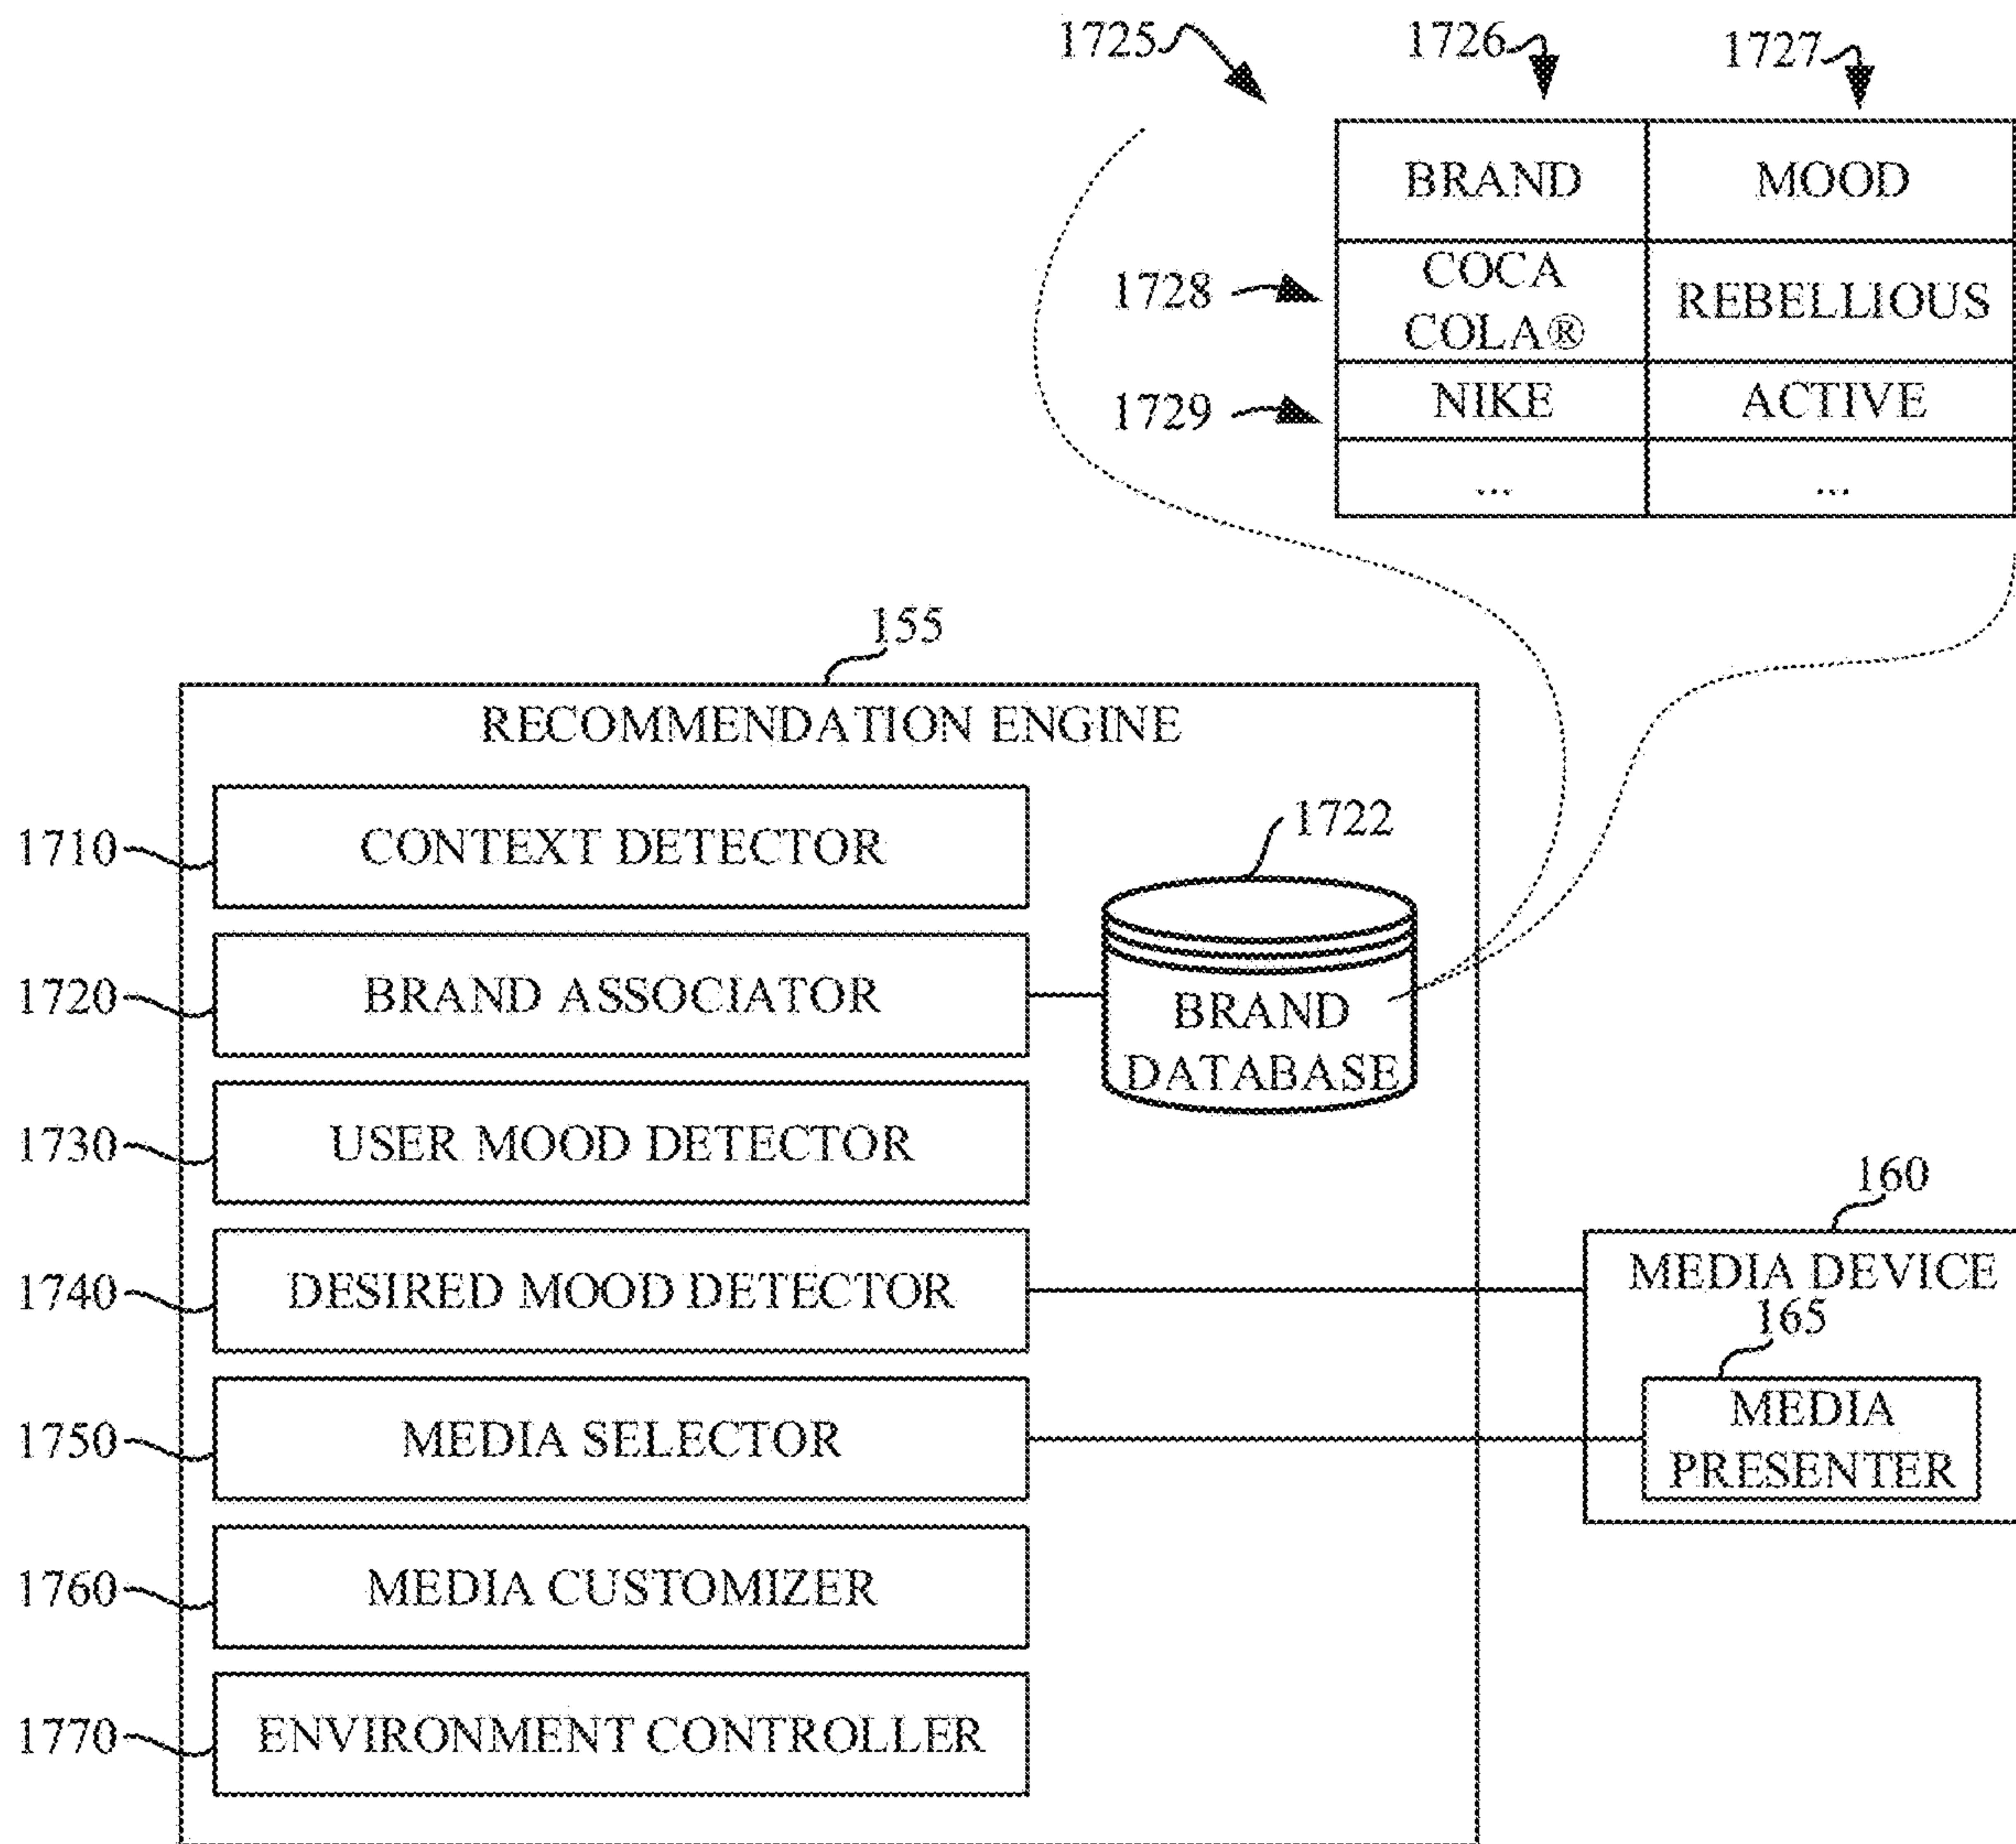 1725 1726 1727
BRAND MOOD
1728 COCA
COLA® REBELLIOUS
1729 NIKE ACTIVE
... ...
155
RECOMMENDATION ENGINE
1710 CONTEXT DETECTOR
1722
1720 BRAND ASSOCIATOR
BRAND
DATABASE
1730 USER MOOD DETECTOR
160
1740 DESIRED MOOD DETECTOR
MEDIA DEVICE
165
1750 MEDIA SELECTOR
MEDIA
PRESENTER
1760 MEDIA CUSTOMIZER
1770 ENVIRONMENT CONTROLLER